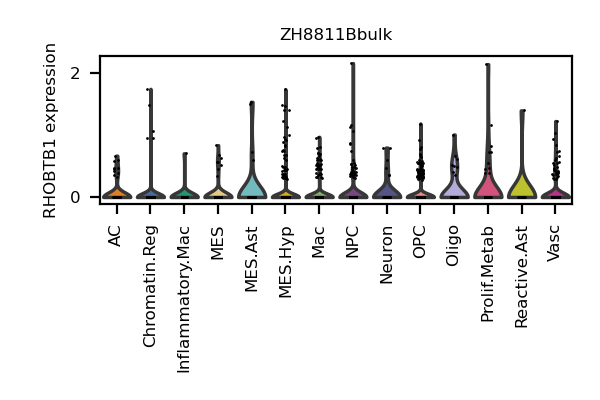 ZH8811Bbulk
RHOBTB1 expression
2
0
AC
Chromatin.Reg
Inflammatory.Mac
MES
MES.Ast
MES.Hyp
Mac
NPC
Neuron
OPC
Oligo
Prolif.Metab
Reactive.Ast
Vasc